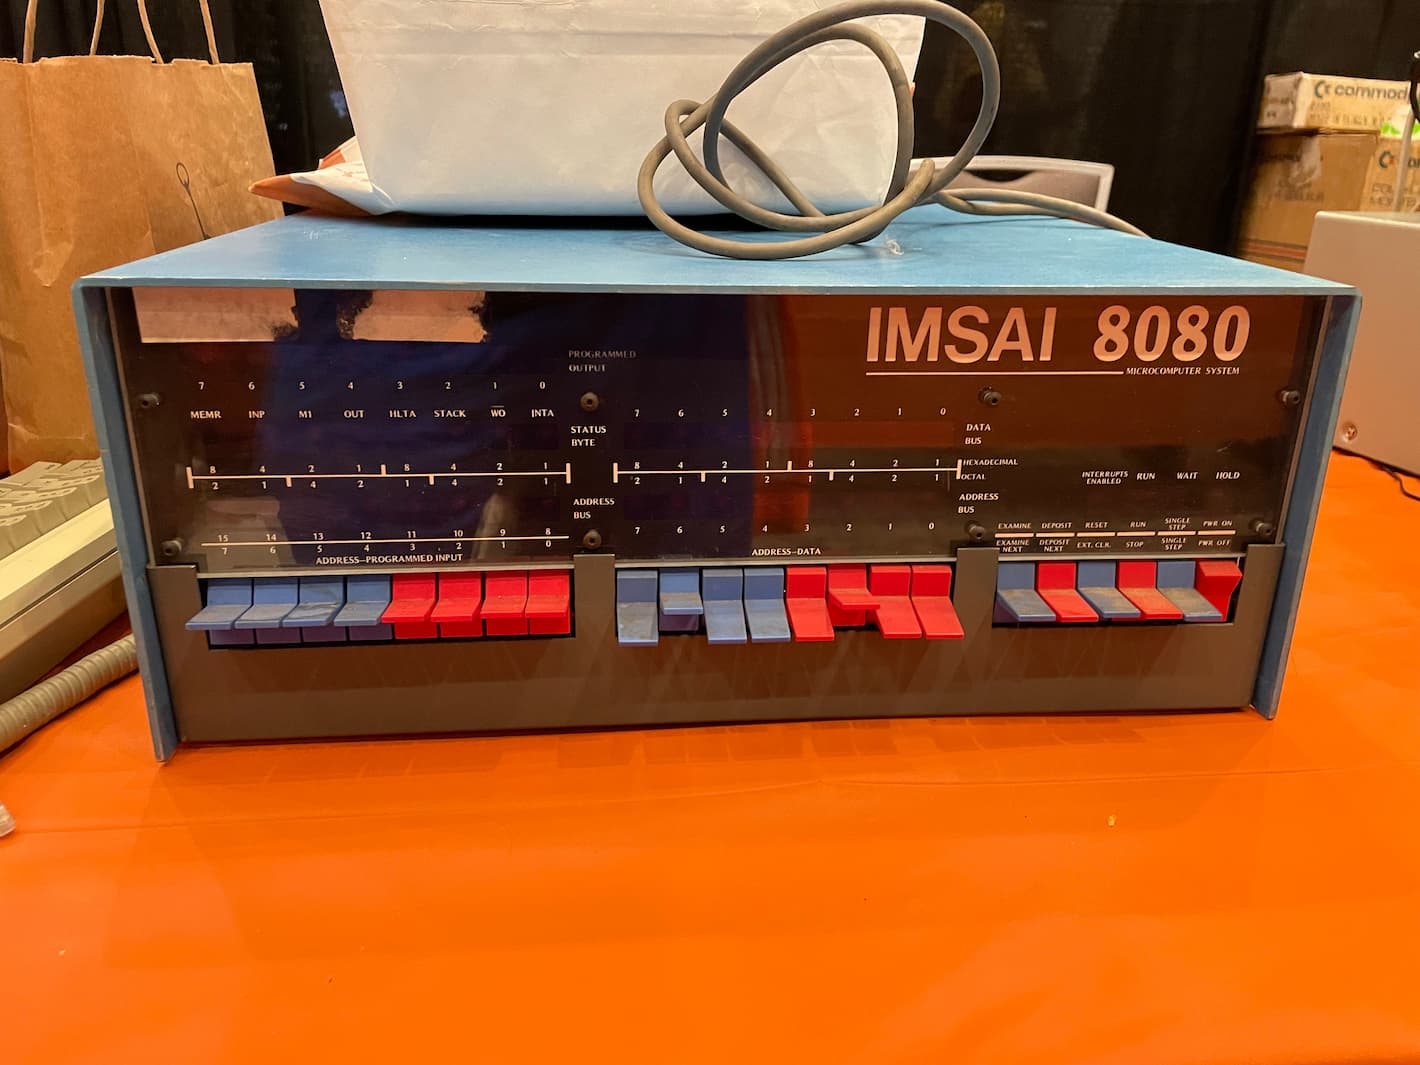 IMSAI 8080
MICROCOMPUTER SYSTEM
PROGRAMMED
OUTPUT
7 6 5 4 3 2 1 0
MEMR INP M1 OUT HLTA STACK WO INTA
STATUS
BYTE
7 6 5 4 3 2 1 0
DATA
BUS
8 4 2 1 8 4 2 1
2 1 4 2 1 4 2 1
8 4 2 1 8 4 2 1
2 1 4 2 1 4 2 1
HEXADECIMAL
OCTAL
ADDRESS
BUS
ADDRESS
BUS
INTERRUPTS
ENABLED
RUN WAIT HOLD
15 14 13 12 11 10 9 8
7 6 5 4 3 2 1 0
ADDRESS–PROGRAMMED INPUT
7 6 5 4 3 2 1 0
ADDRESS–DATA
EXAMINE DEPOSIT RESET RUN SINGLE STEP PWR ON
EXAMINE NEXT DEPOSIT NEXT EXT. CLR. STOP SINGLE STEP PWR OFF
commod